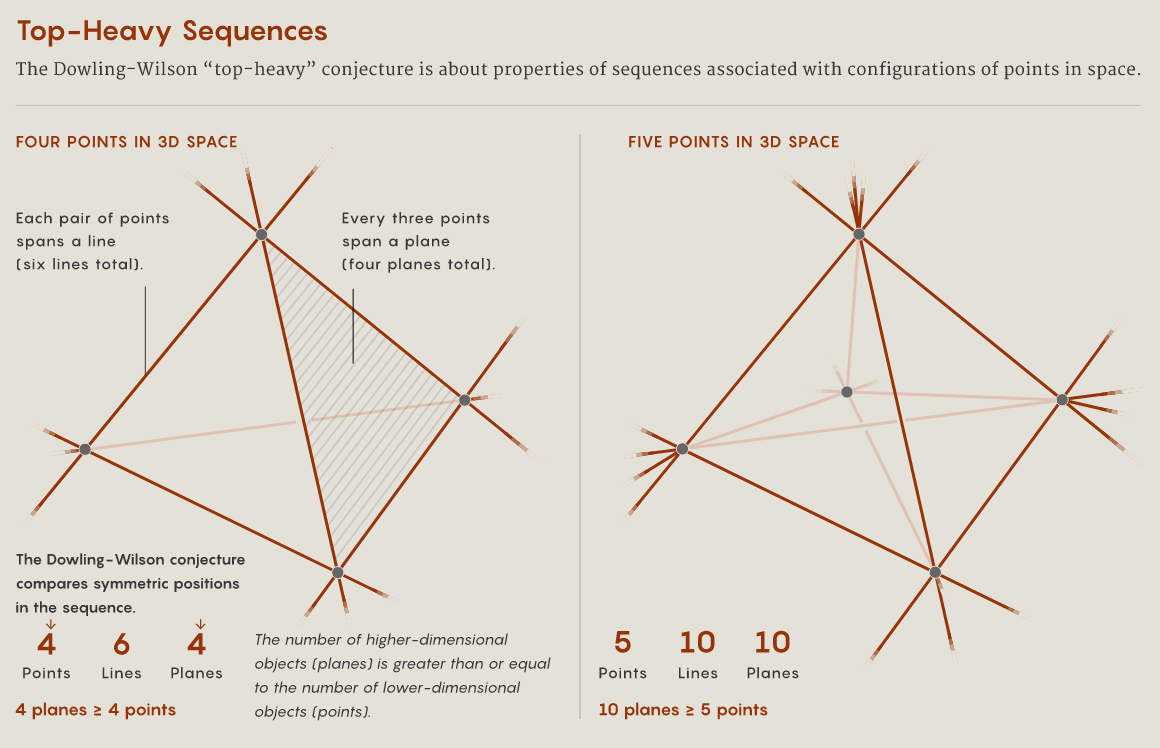 Top-Heavy Sequences
The Dowling-Wilson “top-heavy” conjecture is about properties of sequences associated with configurations of points in space.
FOUR POINTS IN 3D SPACE
Each pair of points
spans a line
(six lines total).
Every three points
span a plane
(four planes total).
The Dowling-Wilson conjecture
compares symmetric positions
in the sequence.
4 6 4
Points Lines Planes
4 planes ≥ 4 points
The number of higher-dimensional
objects (planes) is greater than or equal
to the number of lower-dimensional
objects (points).
FIVE POINTS IN 3D SPACE
5 10 10
Points Lines Planes
10 planes ≥ 5 points